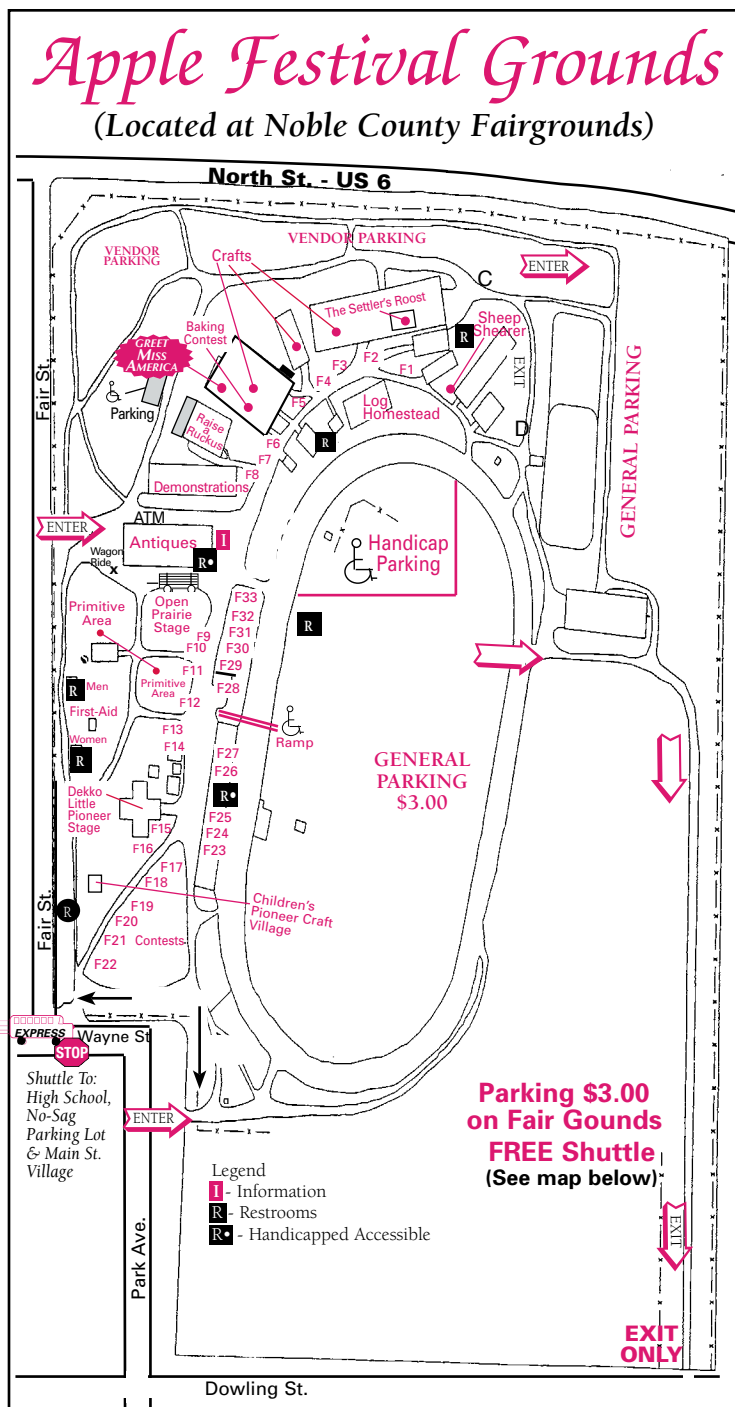 Apple Festival Grounds
(Located at Noble County Fairgrounds)
North St. - US 6
VENDOR
PARKING
VENDOR PARKING
ENTER
Crafts
C
The Settler's Roost
R
Sheep
Sheerer
Baking
Contest
GREET
MISS
AMERICA
F3
F2
F1
F4
EXIT
Fair St.
Parking
F5
Log
Homestead
GENERAL PARKING
Raise
a
Ruckus
F6
R
D
F7
F8
Demonstrations
ENTER
ATM
Antiques
I
R•
Handicap
Parking
Wagon
Ride
x
Primitive
Area
Open
Prairie
Stage
F33
F32
F31
F30
F29
F28
R
F9
F10
F11
Primitive
Area
F12
R
Men
First-Aid
Women
R
F13
F14
Ramp
F27
F26
R•
F25
F24
F23
GENERAL
PARKING
$3.00
Dekko
Little
Pioneer
Stage
F15
F16
F17
F18
F19
F20
F21
Contests
F22
Children's
Pioneer Craft
Village
Fair St.
R
EXPRESS
Wayne St
STOP
Shuttle To:
High School,
No-Sag
Parking Lot
& Main St.
Village
ENTER
Parking $3.00
on Fair Gounds
FREE Shuttle
(See map below)
Legend
I - Information
R - Restrooms
R• - Handicapped Accessible
Park Ave.
EXIT
EXIT
ONLY
Dowling St.